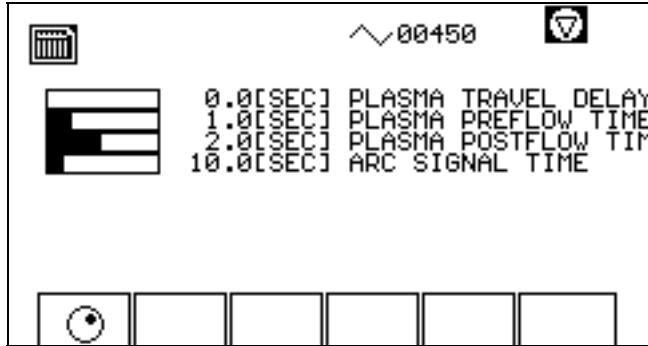 00450
0.0[SEC] PLASMA TRAVEL DELAY
1.0[SEC] PLASMA PREFLOW TIME
2.0[SEC] PLASMA POSTFLOW TIM
10.0[SEC] ARC SIGNAL TIME